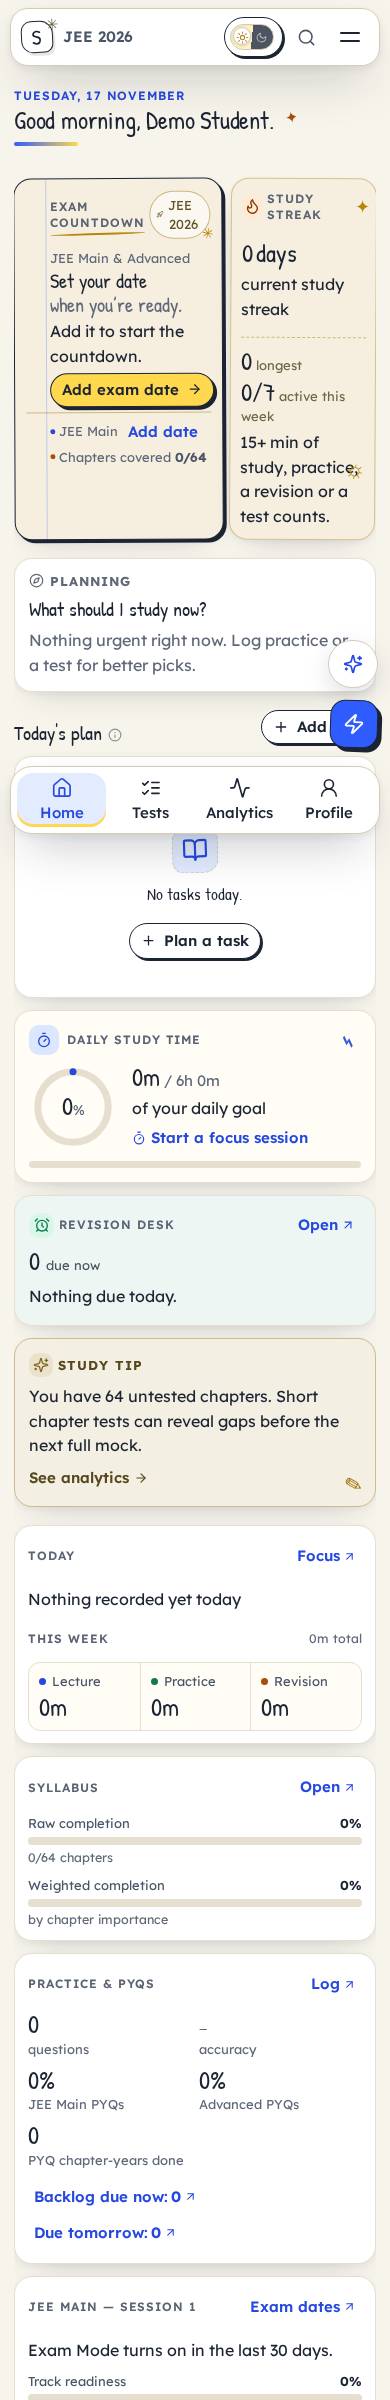 S JEE 2026
TUESDAY, 17 NOVEMBER
Good morning, Demo Student.
EXAM COUNTDOWN
JEE 2026
JEE Main & Advanced
Set your date
when you're ready.
Add it to start the
countdown.
Add exam date →
JEE Main Add date
Chapters covered 0/64
STUDY
STREAK
0 days
current study
streak
0 longest
0/7 active this
week
15+ min of
study, practice,
a revision or a
test counts.
PLANNING
What should I study now?
Nothing urgent right now. Log practice or
a test for better picks.
Today's plan
+ Add
Home
Tests
Analytics
Profile
No tasks today.
+ Plan a task
DAILY STUDY TIME
0%
0m / 6h 0m
of your daily goal
Start a focus session
REVISION DESK
Open ↗
0 due now
Nothing due today.
STUDY TIP
You have 64 untested chapters. Short
chapter tests can reveal gaps before the
next full mock.
See analytics →
TODAY
Focus ↗
Nothing recorded yet today
THIS WEEK
0m total
Lecture
0m
Practice
0m
Revision
0m
SYLLABUS
Open ↗
Raw completion 0%
0/64 chapters
Weighted completion 0%
by chapter importance
PRACTICE & PYQS
Log ↗
0
questions
–
accuracy
0%
JEE Main PYQs
0%
Advanced PYQs
0
PYQ chapter-years done
Backlog due now: 0 ↗
Due tomorrow: 0 ↗
JEE MAIN — SESSION 1
Exam dates ↗
Exam Mode turns on in the last 30 days.
Track readiness 0%